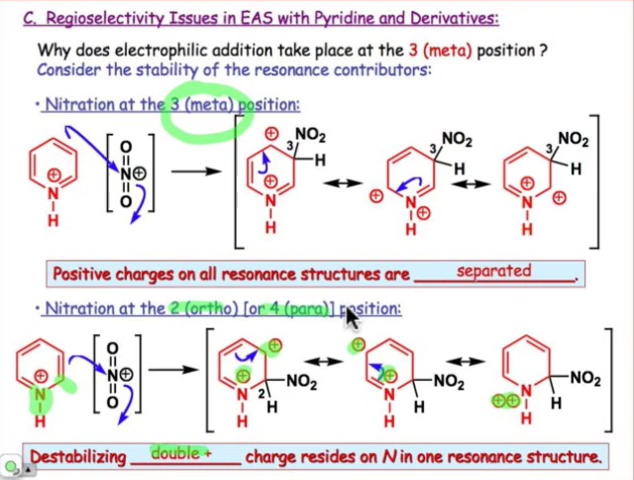 C. Regioselectivity Issues in EAS with Pyridine and Derivatives:
Why does electrophilic addition take place at the 3 (meta) position ?
Consider the stability of the resonance contributors:
• Nitration at the 3 (meta) position:
⊕ N H
O N⊕ O
⊕ 3 NO2 H ⊕ N H
3 NO2 H ⊕ N ⊕ H
3 NO2 H ⊕ N ⊕ H
Positive charges on all resonance structures are separated.
• Nitration at the 2 (ortho) [or 4 (para)] position:
⊕ N H
O N⊕ O
⊕ ⊕ N 2 NO2 H H
⊕ ⊕ N NO2 H H
⊕⊕ N NO2 H H
Destabilizing double + charge resides on N in one resonance structure.